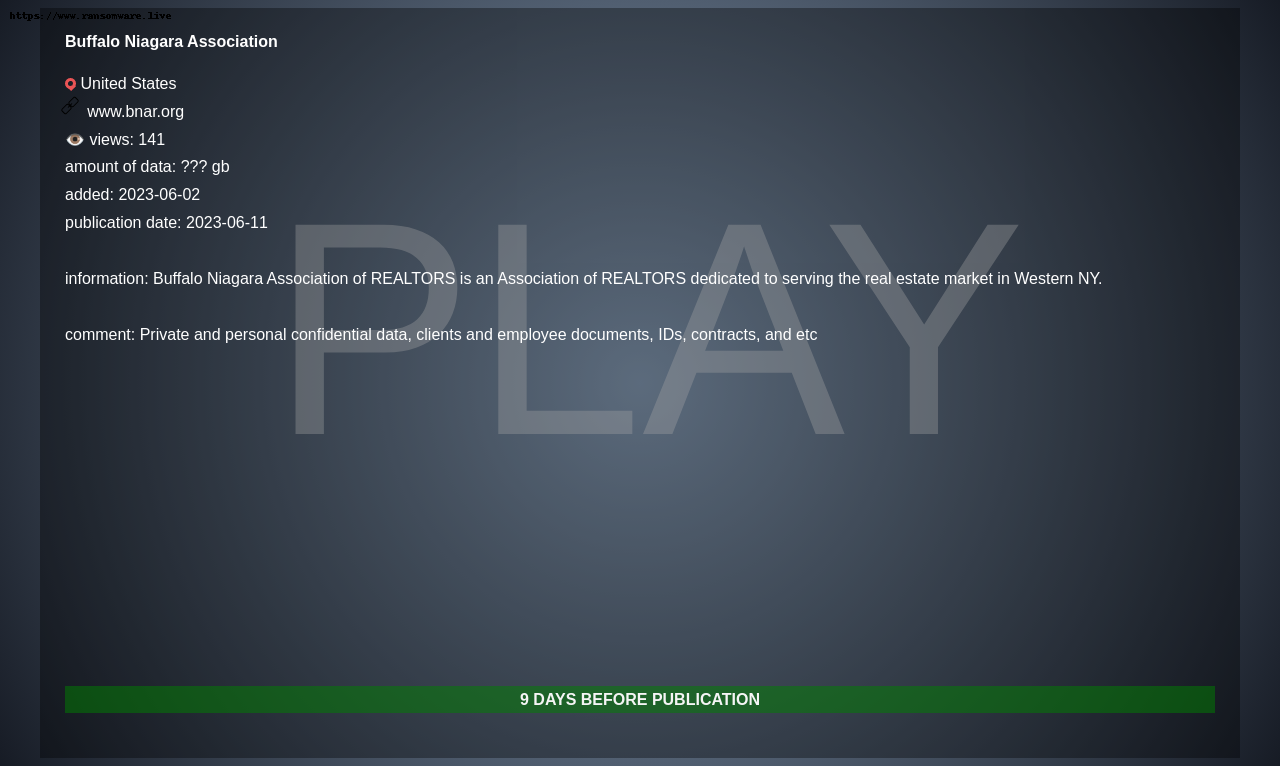 https://www.ransomware.live
Buffalo Niagara Association
United States
www.bnar.org
views: 141
amount of data: ??? gb
added: 2023-06-02
publication date: 2023-06-11
PLAY
information: Buffalo Niagara Association of REALTORS is an Association of REALTORS dedicated to serving the real estate market in Western NY.
comment: Private and personal confidential data, clients and employee documents, IDs, contracts, and etc
9 DAYS BEFORE PUBLICATION